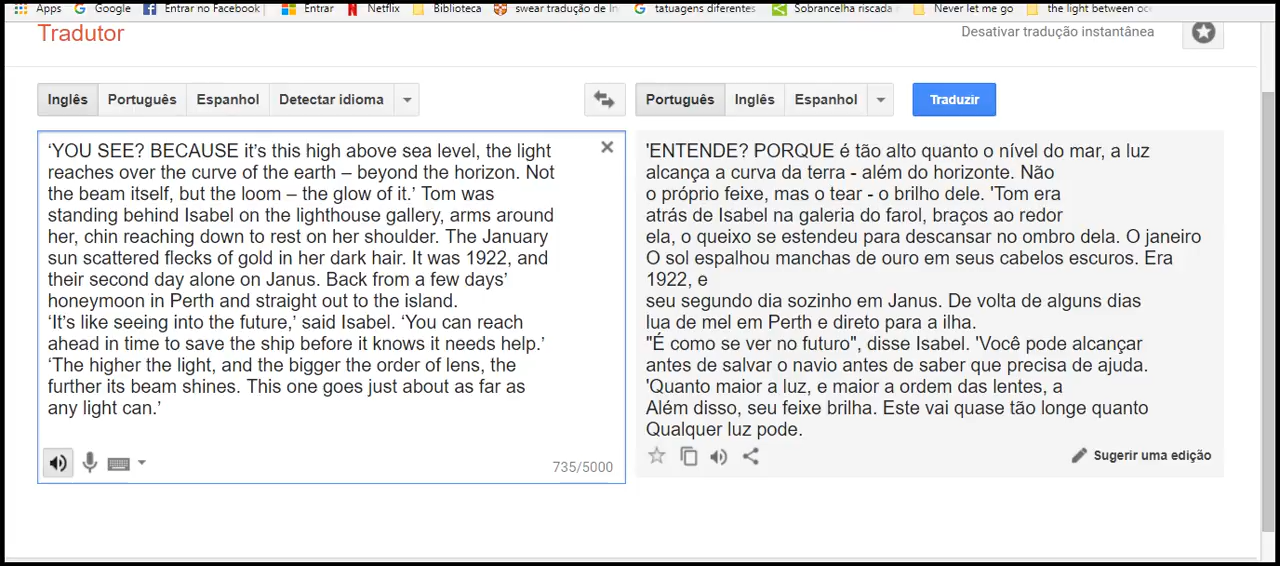 Apps Google Entrar no Facebook Entrar Netflix Biblioteca swear tradução de In tatuagens diferentes Sobrancelha riscada Never let me go the light between oc
Tradutor
Desativar tradução instantânea
Inglês Português Espanhol Detectar idioma
Português Inglês Espanhol Traduzir
‘YOU SEE? BECAUSE it’s this high above sea level, the light
reaches over the curve of the earth – beyond the horizon. Not
the beam itself, but the loom – the glow of it.’ Tom was
standing behind Isabel on the lighthouse gallery, arms around
her, chin reaching down to rest on her shoulder. The January
sun scattered flecks of gold in her dark hair. It was 1922, and
their second day alone on Janus. Back from a few days’
honeymoon in Perth and straight out to the island.
‘It’s like seeing into the future,’ said Isabel. ‘You can reach
ahead in time to save the ship before it knows it needs help.’
‘The higher the light, and the bigger the order of lens, the
further its beam shines. This one goes just about as far as
any light can.’
735/5000
'ENTENDE? PORQUE é tão alto quanto o nível do mar, a luz
alcança a curva da terra - além do horizonte. Não
o próprio feixe, mas o tear - o brilho dele. 'Tom era
atrás de Isabel na galeria do farol, braços ao redor
ela, o queixo se estendeu para descansar no ombro dela. O janeiro
O sol espalhou manchas de ouro em seus cabelos escuros. Era
1922, e
seu segundo dia sozinho em Janus. De volta de alguns dias
lua de mel em Perth e direto para a ilha.
"É como se ver no futuro", disse Isabel. 'Você pode alcançar
antes de salvar o navio antes de saber que precisa de ajuda.
'Quanto maior a luz, e maior a ordem das lentes, a
Além disso, seu feixe brilha. Este vai quase tão longe quanto
Qualquer luz pode.
Sugerir uma edição